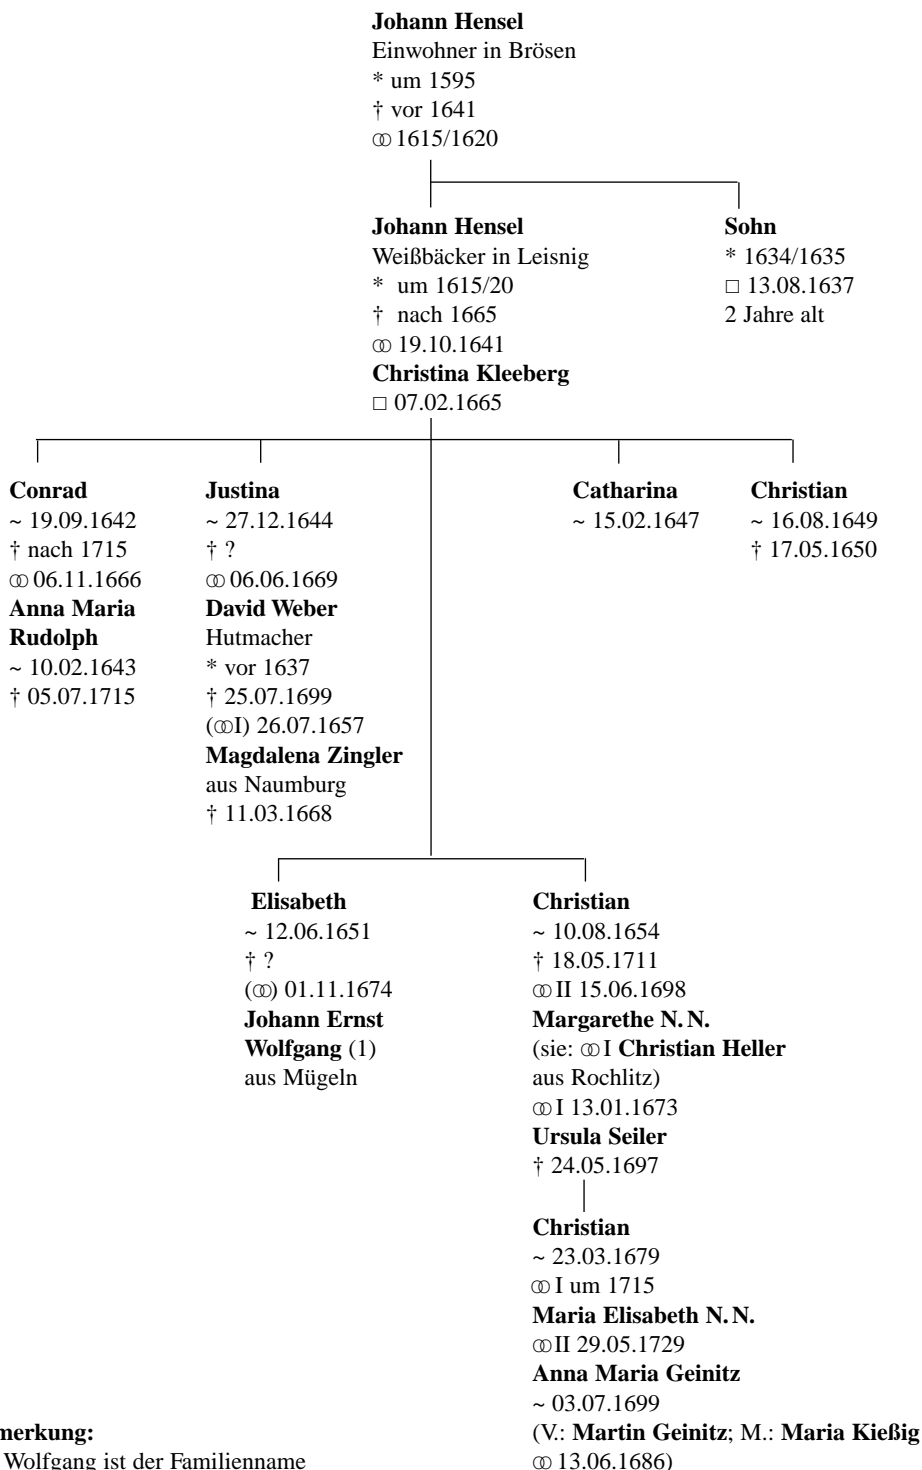 Johann Hensel
Einwohner in Brösen
* um 1595
† vor 1641
⚭ 1615/1620
Johann Hensel
Weißbäcker in Leisnig
* um 1615/20
† nach 1665
⚭ 19.10.1641
Christina Kleeberg
□ 07.02.1665
Sohn
* 1634/1635
□ 13.08.1637
2 Jahre alt
Conrad
~ 19.09.1642
† nach 1715
⚭ 06.11.1666
Anna Maria
Rudolph
~ 10.02.1643
† 05.07.1715
Justina
~ 27.12.1644
† ?
⚭ 06.06.1669
David Weber
Hutmacher
* vor 1637
† 25.07.1699
(⚭I) 26.07.1657
Magdalena Zingler
aus Naumburg
† 11.03.1668
Catharina
~ 15.02.1647
Christian
~ 16.08.1649
† 17.05.1650
Elisabeth
~ 12.06.1651
† ?
(⚭) 01.11.1674
Johann Ernst
Wolfgang (1)
aus Mügeln
Christian
~ 10.08.1654
† 18.05.1711
⚭ II 15.06.1698
Margarethe N. N.
(sie: ⚭ I Christian Heller
aus Rochlitz)
⚭ I 13.01.1673
Ursula Seiler
† 24.05.1697
Christian
~ 23.03.1679
⚭ I um 1715
Maria Elisabeth N. N.
⚭ II 29.05.1729
Anna Maria Geinitz
~ 03.07.1699
(V.: Martin Geinitz; M.: Maria Kießig
⚭ 13.06.1686)
merkung:
Wolfgang ist der Familienname